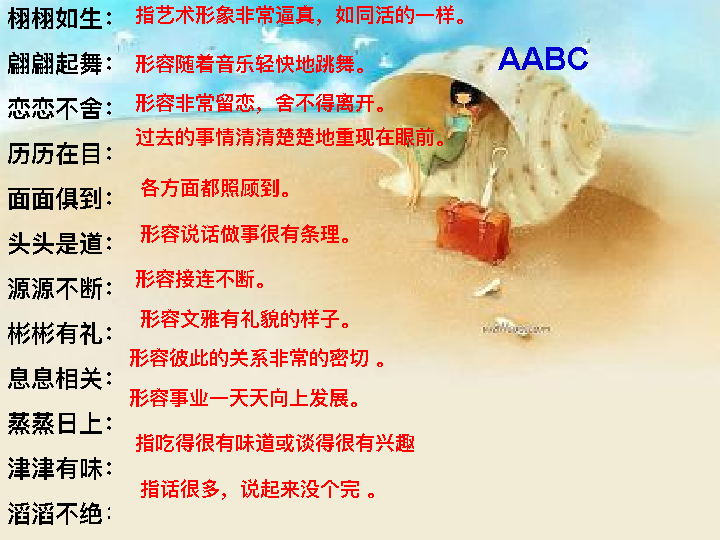 栩栩如生： 指艺术形象非常逼真，如同活的一样。
AABC
翩翩起舞： 形容随着音乐轻快地跳舞。
恋恋不舍： 形容非常留恋，舍不得离开。
历历在目： 过去的事情清清楚楚地重现在眼前。
面面俱到： 各方面都照顾到。
头头是道： 形容说话做事很有条理。
源源不断： 形容接连不断。
彬彬有礼： 形容文雅有礼貌的样子。
息息相关： 形容彼此的关系非常的密切 。
蒸蒸日上： 形容事业一天天向上发展。
津津有味： 指吃得很有味道或谈得很有兴趣
滔滔不绝： 指话很多，说起来没个完 。